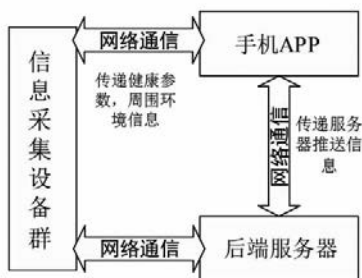 网络通信
手机APP
信息采集设备群
传递健康参
数，周围环
境信息
网络通信
传递服务
器推送信
息
网络通信
后端服务器